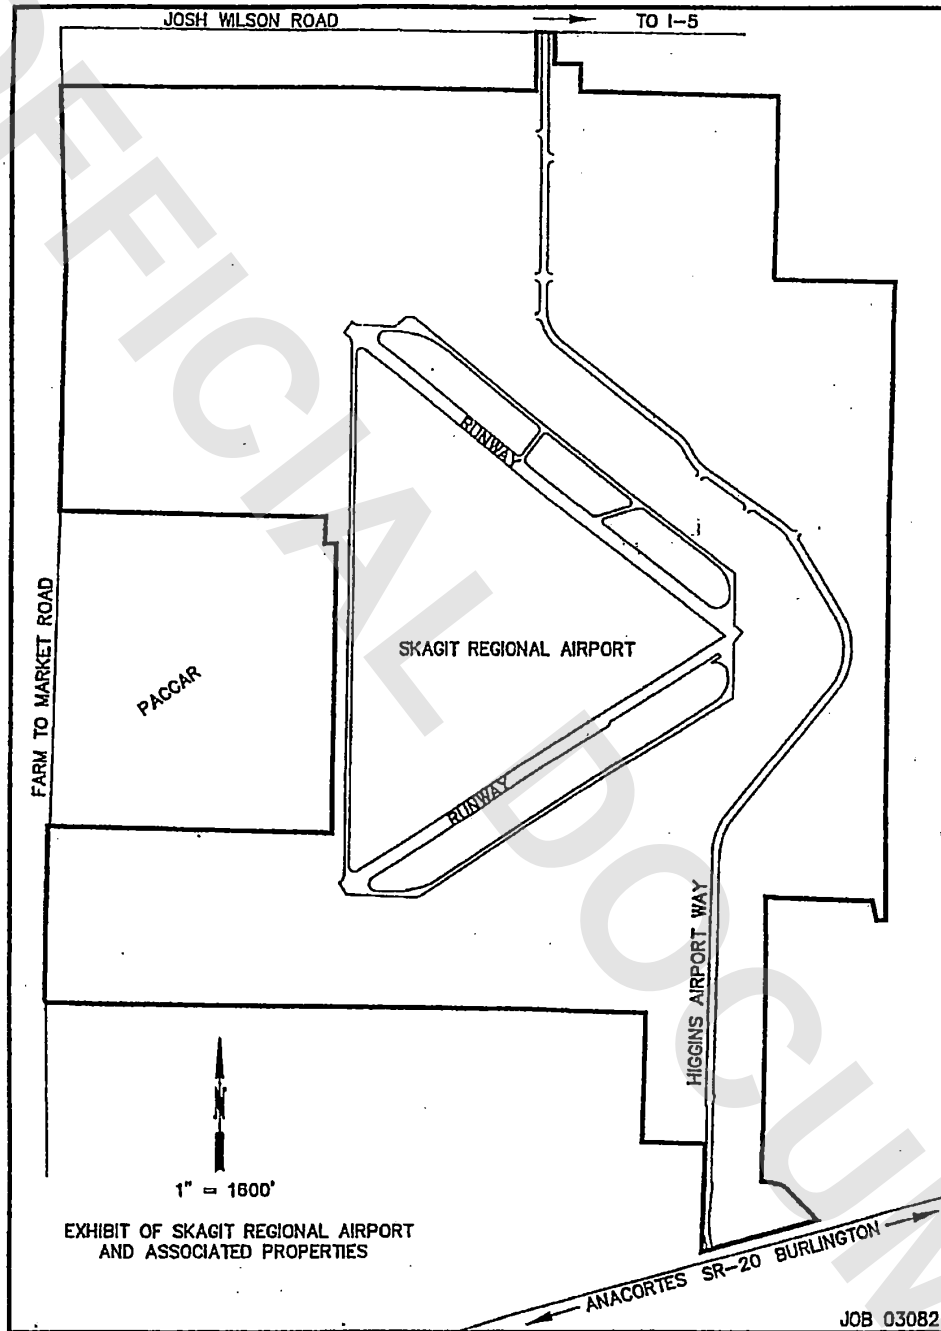 JOSH WILSON ROAD
TO I-5
RUNWAY
FARM TO MARKET ROAD
SKAGIT REGIONAL AIRPORT
PACCAR
RUNWAY
HIGGINS AIRPORT WAY
N
1" = 1600'
EXHIBIT OF SKAGIT REGIONAL AIRPORT
AND ASSOCIATED PROPERTIES
ANACORTES SR-20 BURLINGTON
JOB 03082
OFFICIAL DOCUM